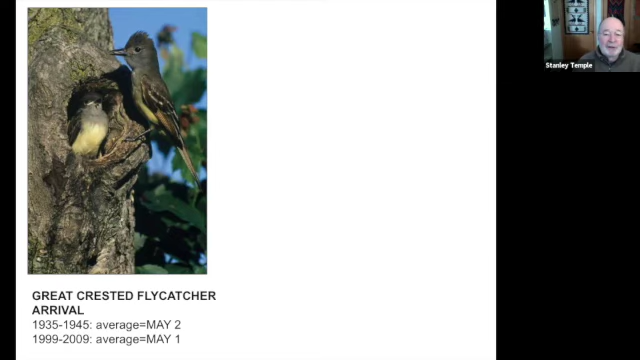 Stanley Temple
GREAT CRESTED FLYCATCHER
ARRIVAL
1935-1945: average=MAY 2
1999-2009: average=MAY 1